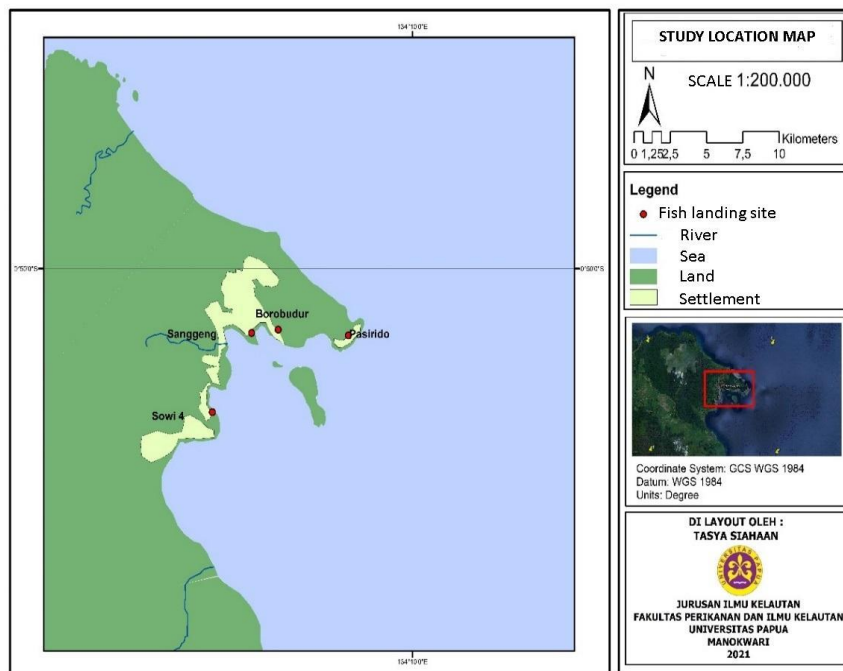 134°10'0"E
0°50'0"S
0°50'0"S
Borobudur
Sanggeng
Pasirido
Sowi 4
134°10'0"E
STUDY LOCATION MAP
N
SCALE 1:200.000
Kilometers
0 1,25 2,5 5 7,5 10
Legend
Fish landing site
River
Sea
Land
Settlement
Coordinate System: GCS WGS 1984
Datum: WGS 1984
Units: Degree
DI LAYOUT OLEH :
TASYA SIAHAAN
UNIVERSITAS PAPUA
JURUSAN ILMU KELAUTAN
FAKULTAS PERIKANAN DAN ILMU KELAUTAN
UNIVERSITAS PAPUA
MANOKWARI
2021